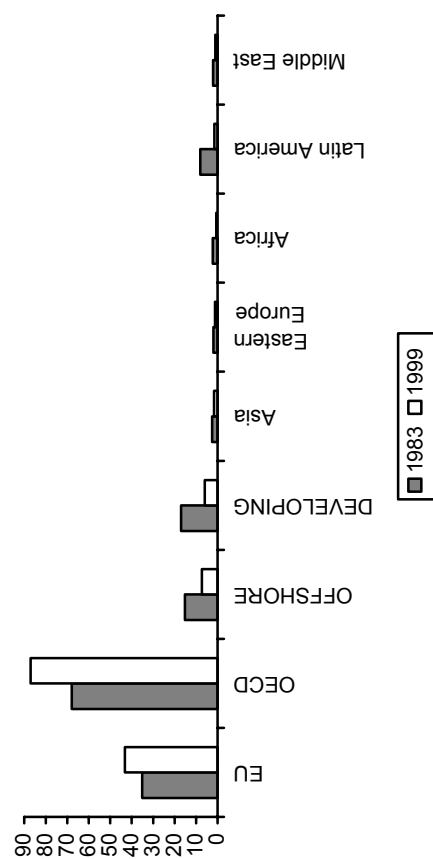 90
80
70
60
50
40
30
20
10
0
EU
OECD
OFFSHORE
DEVELOPING
Asia
Eastern
Europe
Africa
Latin America
Middle East
1983 1999